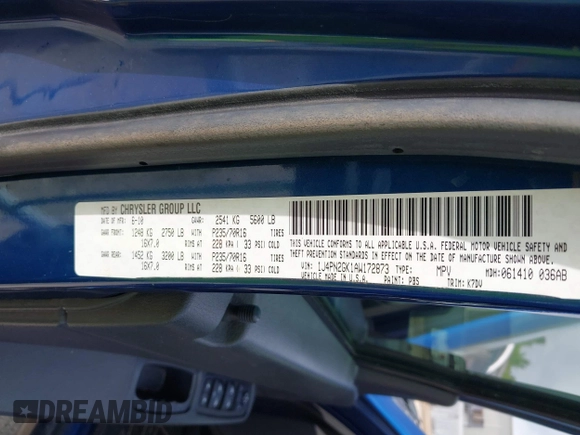 MFG BY CHRYSLER GROUP LLC
DATE OF MFR: 6-10 GVWR: 2541 KG 5600 LB
GAWR FRONT: 1248 KG 2750 LB WITH P235/70R16 TIRES
16X7.0 RIMS AT 228 KPA ( 33 PSI) COLD
GAWR REAR: 1452 KG 3200 LB WITH P235/70R16 TIRES
16X7.0 RIMS AT 228 KPA ( 33 PSI) COLD
THIS VEHICLE CONFORMS TO ALL APPLICABLE U.S.A. FEDERAL MOTOR VEHICLE SAFETY AND THEFT PREVENTION STANDARDS IN EFFECT ON THE DATE OF MANUFACTURE SHOWN ABOVE.
VIN: 1J4PN2GK1AW172873 TYPE: MPV MDH: 061410 036AB
VEHICLE MADE IN U.S.A. PAINT: PBS TRIM: K7DV
DREAMBID